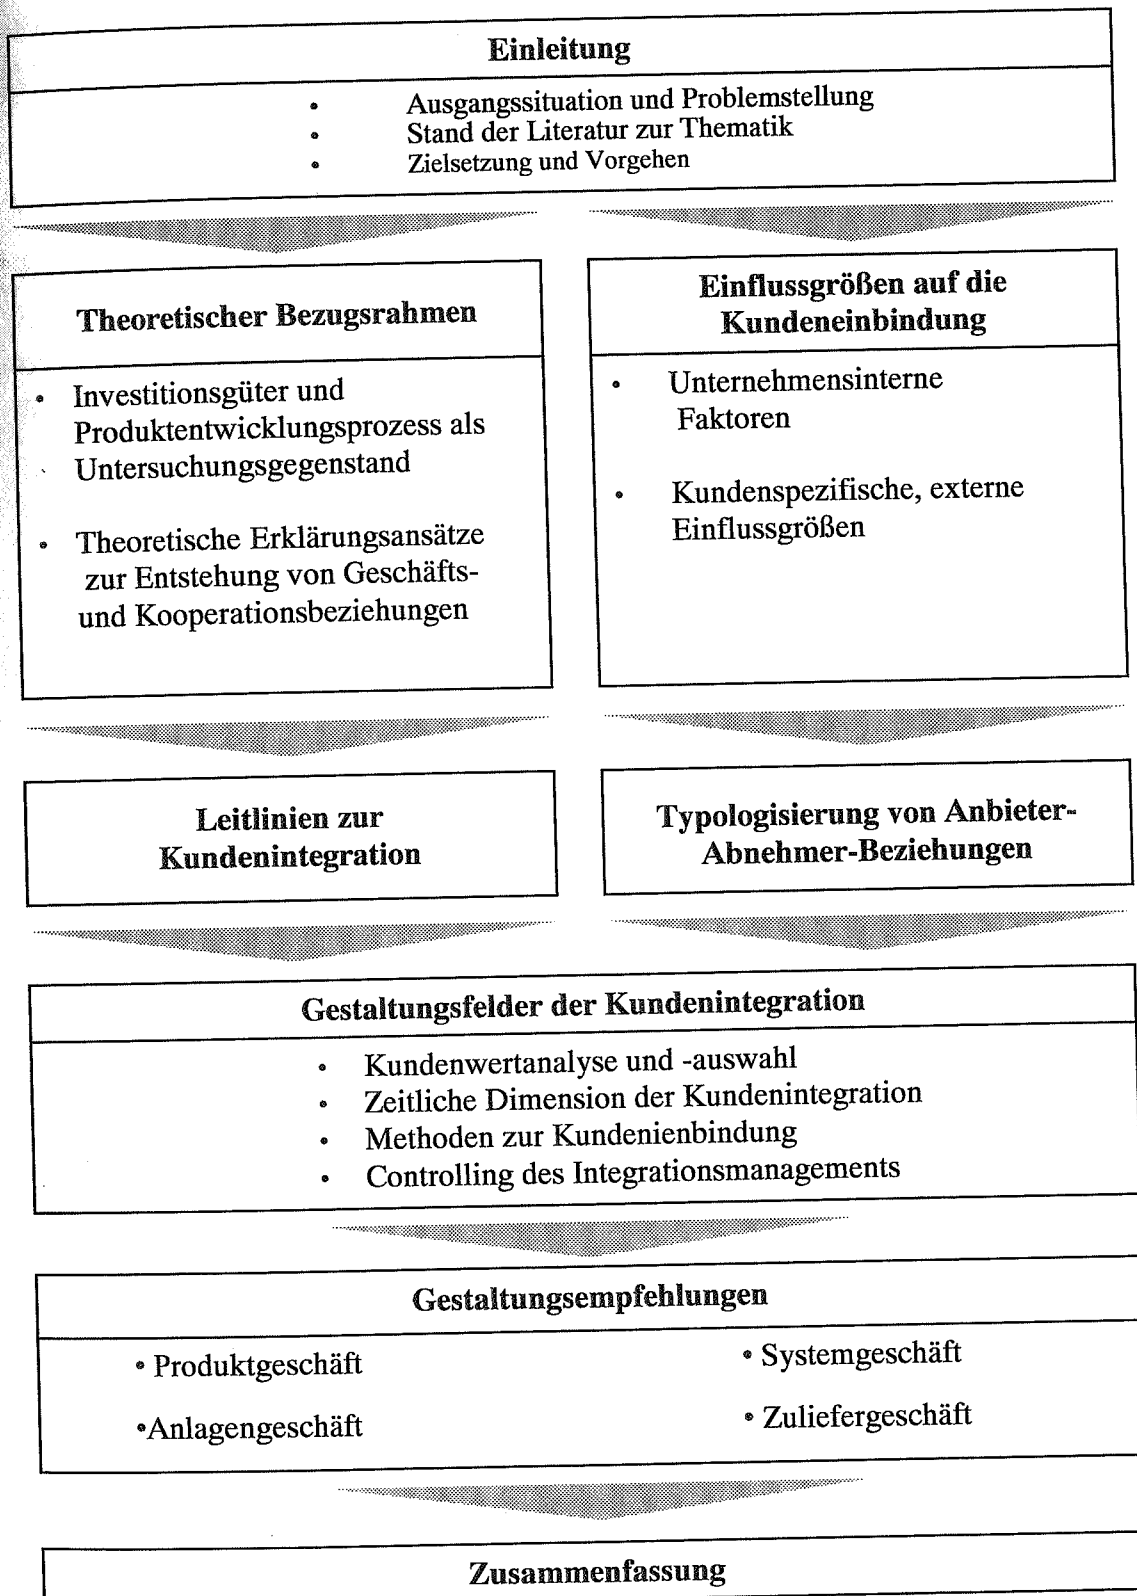 Einleitung
• Ausgangssituation und Problemstellung
• Stand der Literatur zur Thematik
• Zielsetzung und Vorgehen
Theoretischer Bezugsrahmen
• Investitionsgüter und
Produktentwicklungsprozess als
Untersuchungsgegenstand
• Theoretische Erklärungsansätze
zur Entstehung von Geschäfts-
und Kooperationsbeziehungen
Einflussgrößen auf die
Kundeneinbindung
• Unternehmensinterne
Faktoren
• Kundenspezifische, externe
Einflussgrößen
Leitlinien zur
Kundenintegration
Typologisierung von Anbieter-
Abnehmer-Beziehungen
Gestaltungsfelder der Kundenintegration
• Kundenwertanalyse und -auswahl
• Zeitliche Dimension der Kundenintegration
• Methoden zur Kundenienbindung
• Controlling des Integrationsmanagements
Gestaltungsempfehlungen
• Produktgeschäft
• Systemgeschäft
•Anlagengeschäft
• Zuliefergeschäft
Zusammenfassung